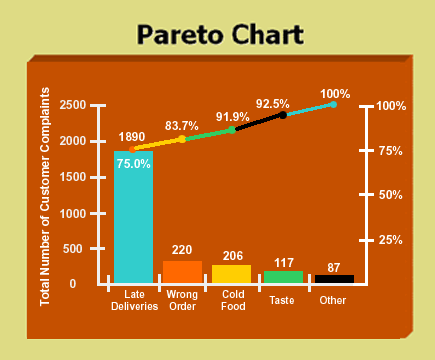 Pareto Chart
Total Number of Customer Complaints
2500
2000
1500
1000
500
0
100%
75%
50%
25%
1890
83.7%
91.9%
92.5%
100%
75.0%
220
206
117
87
Late
Deliveries
Wrong
Order
Cold
Food
Taste
Other